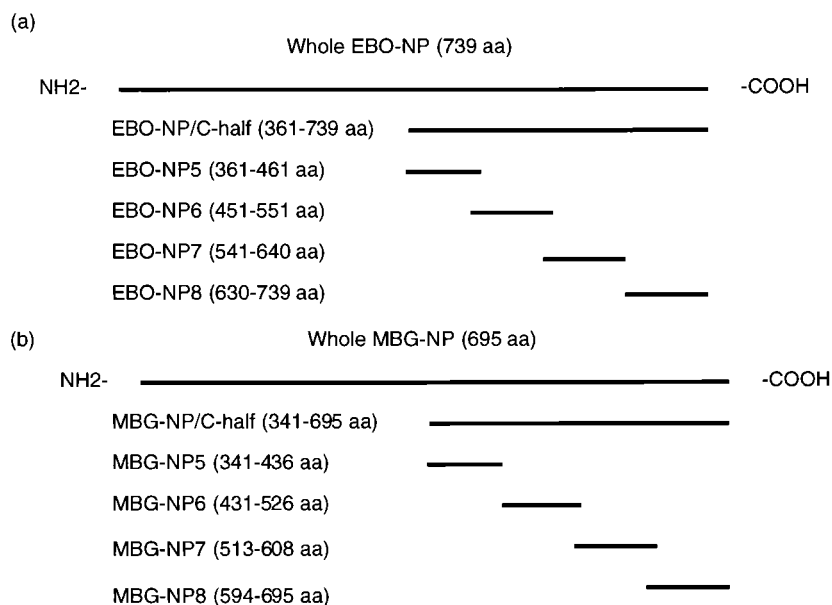 (a)
Whole EBO-NP (739 aa)
NH2- -COOH
EBO-NP/C-half (361-739 aa)
EBO-NP5 (361-461 aa)
EBO-NP6 (451-551 aa)
EBO-NP7 (541-640 aa)
EBO-NP8 (630-739 aa)
(b) Whole MBG-NP (695 aa)
NH2- -COOH
MBG-NP/C-half (341-695 aa)
MBG-NP5 (341-436 aa)
MBG-NP6 (431-526 aa)
MBG-NP7 (513-608 aa)
MBG-NP8 (594-695 aa)